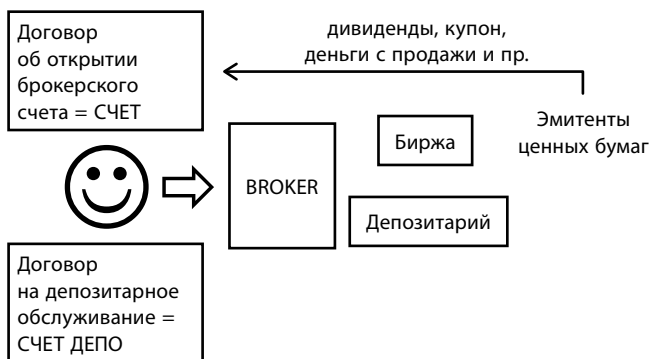 Договор
об открытии
брокерского
счета = СЧЕТ
дивиденды, купон,
деньги с продажи и пр.
Эмитенты
ценных бумаг
Биржа
BROKER
Депозитарий
Договор
на депозитарное
обслуживание =
СЧЕТ ДЕПО